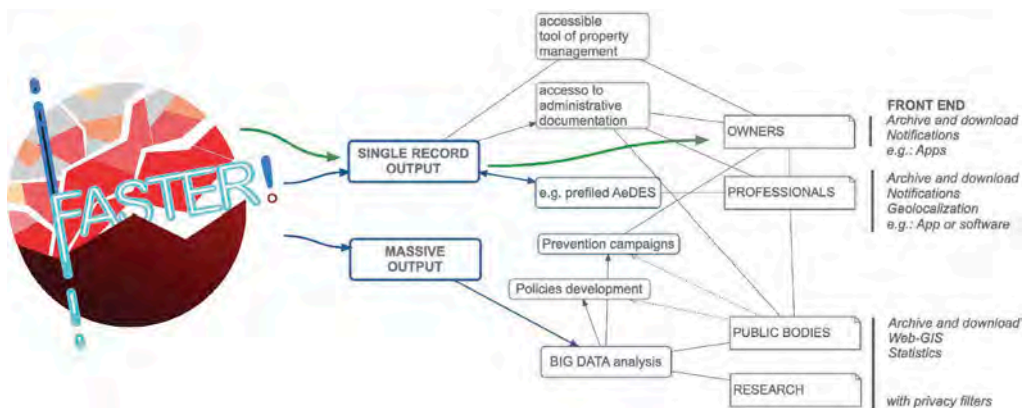 FASTER!
SINGLE RECORD
OUTPUT
MASSIVE
OUTPUT
accessible
tool of property
management
accesso to
administrative
documentation
e.g. prefiled AeDES
Prevention campaigns
Policies development
BIG DATA analysis
OWNERS
PROFESSIONALS
PUBLIC BODIES
RESEARCH
FRONT END
Archive and download
Notifications
e.g.: Apps
Archive and download
Notifications
Geolocalization
e.g.: App or software
Archive and download
Web-GIS
Statistics
with privacy filters